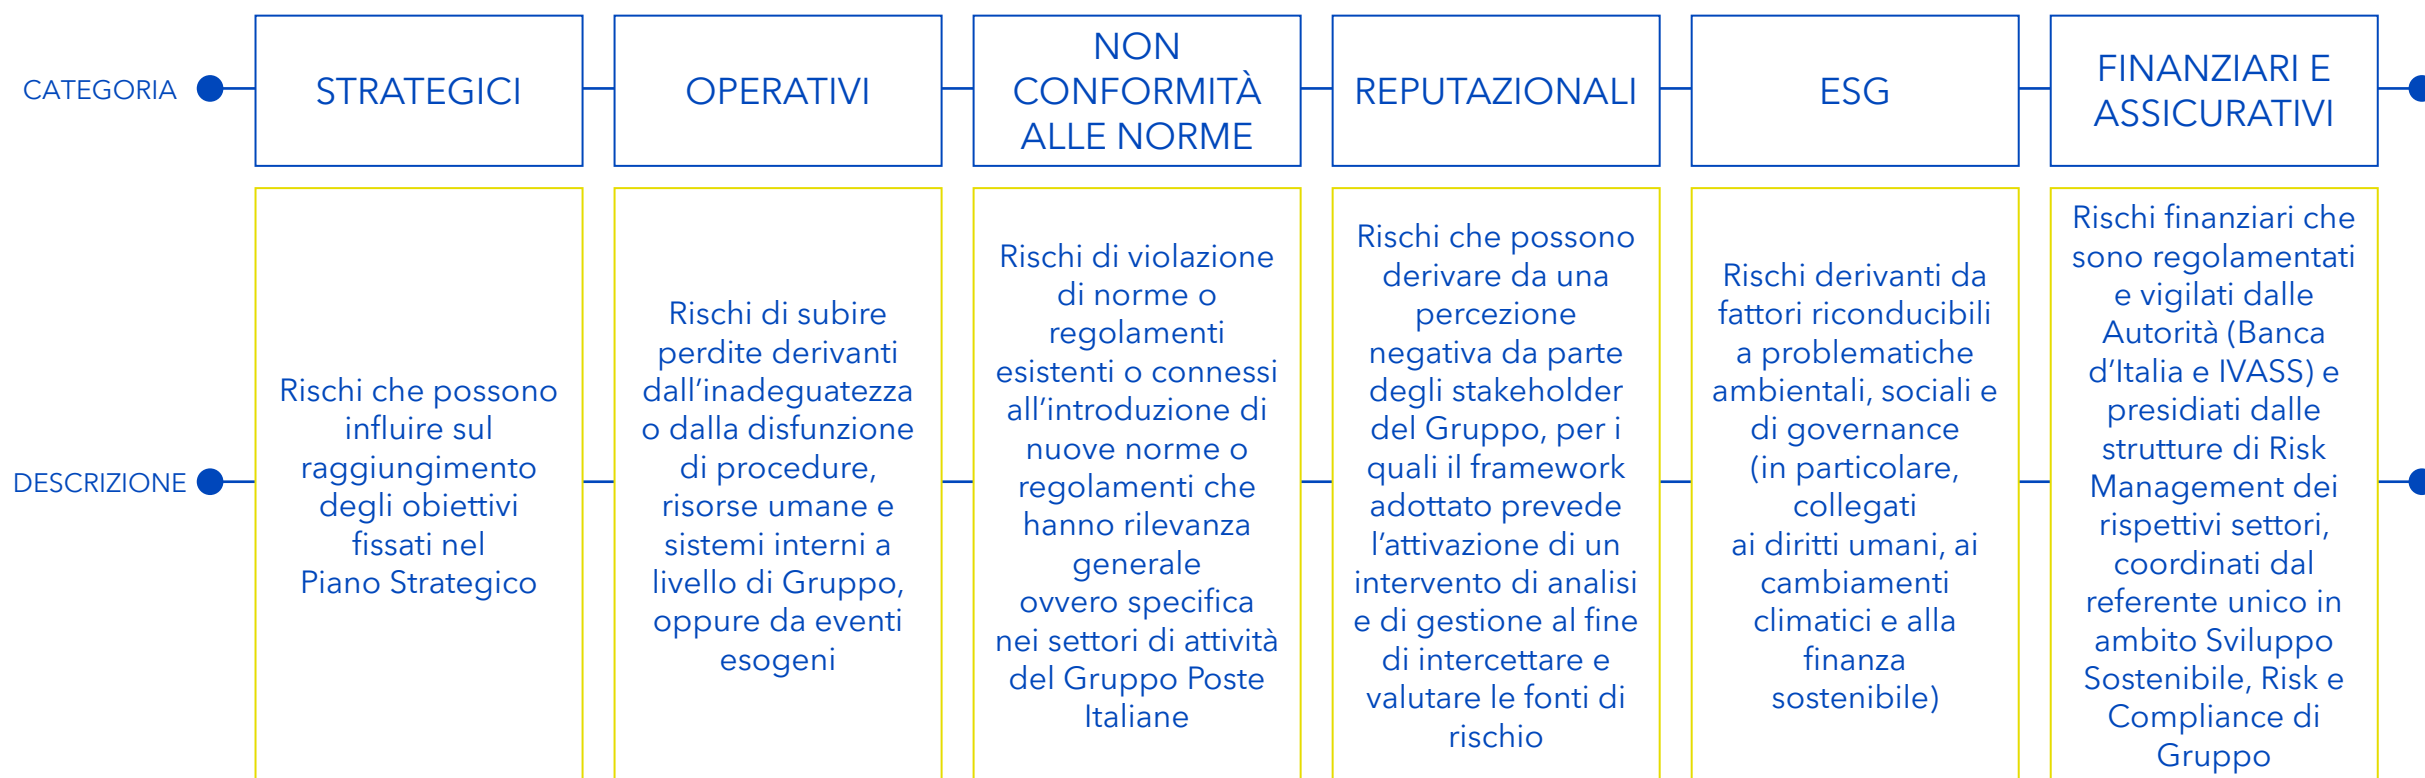 CATEGORIA
STRATEGICI
OPERATIVI
NON
CONFORMITÀ
ALLE NORME
REPUTAZIONALI
ESG
FINANZIARI E
ASSICURATIVI
DESCRIZIONE
Rischi che possono
influire sul
raggiungimento
degli obiettivi
fissati nel
Piano Strategico
Rischi di subire
perdite derivanti
dall’inadeguatezza
o dalla disfunzione
di procedure,
risorse umane e
sistemi interni a
livello di Gruppo,
oppure da eventi
esogeni
Rischi di violazione
di norme o
regolamenti
esistenti o connessi
all’introduzione di
nuove norme o
regolamenti che
hanno rilevanza
generale
ovvero specifica
nei settori di attività
del Gruppo Poste
Italiane
Rischi che possono
derivare da una
percezione
negativa da parte
degli stakeholder
del Gruppo, per i
quali il framework
adottato prevede
l’attivazione di un
intervento di analisi
e di gestione al fine
di intercettare e
valutare le fonti di
rischio
Rischi derivanti da
fattori riconducibili
a problematiche
ambientali, sociali e
di governance
(in particolare,
collegati
ai diritti umani, ai
cambiamenti
climatici e alla
finanza
sostenibile)
Rischi finanziari che
sono regolamentati
e vigilati dalle
Autorità (Banca
d’Italia e IVASS) e
presidiati dalle
strutture di Risk
Management dei
rispettivi settori,
coordinati dal
referente unico in
ambito Sviluppo
Sostenibile, Risk e
Compliance di
Gruppo